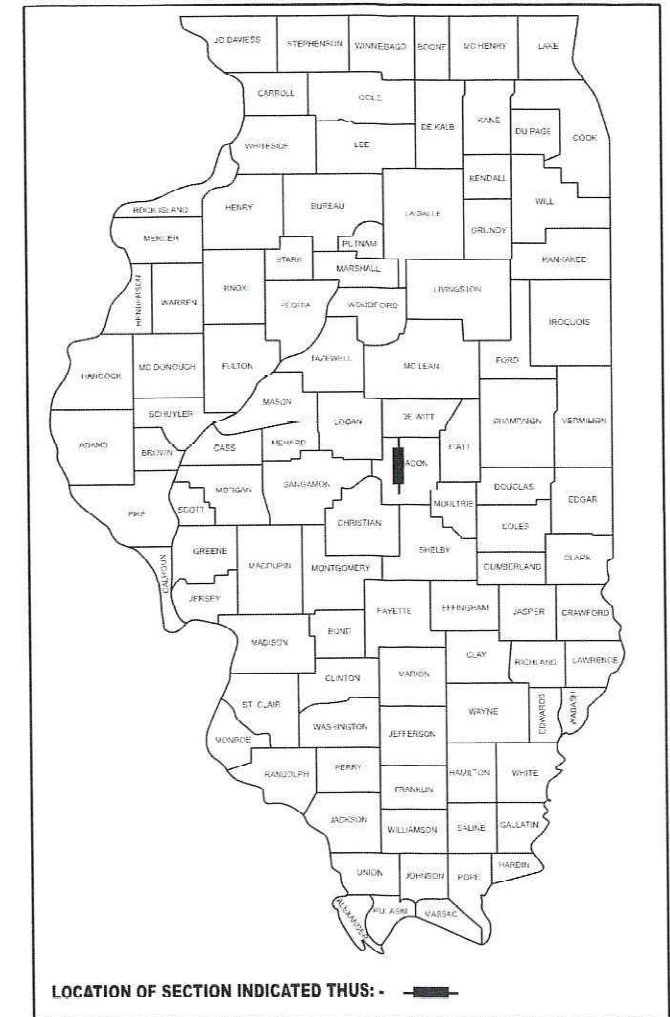 JO DAVIESS STEPHENSON WINNEBAGO BOONE MC HENRY LAKE
CARROLL OGLE DE KALB KANE DU PAGE COOK
WHITESIDE LEE
KENDALL
ROCK ISLAND HENRY BUREAU LA SALLE GRUNDY WILL
MERCER STARK PUTNAM KANKAKEE
MARSHALL
HENDERSON WARREN KNOX PEORIA WOODFORD LIVINGSTON IROQUOIS
HANCOCK MC DONOUGH FULTON TAZEWELL MC LEAN FORD
MASON
SCHUYLER LOGAN DE WITT CHAMPAIGN VERMILION
ADAMS BROWN CASS MENARD ACON PIATT
PIKE SCOTT MORGAN SANGAMON MOULTRIE DOUGLAS EDGAR
CHRISTIAN COLES
CALHOUN GREENE MACOUPIN MONTGOMERY SHELBY CUMBERLAND CLARK
JERSEY
MADISON BOND FAYETTE EFFINGHAM JASPER CRAWFORD
CLINTON MARION CLAY RICHLAND LAWRENCE
ST. CLAIR WASHINGTON JEFFERSON WAYNE EDWARDS WABASH
MONROE
RANDOLPH PERRY FRANKLIN HAMILTON WHITE
JACKSON WILLIAMSON SALINE GALLATIN
UNION JOHNSON POPE HARDIN
ALEXANDER PULASKI MASSAC
LOCATION OF SECTION INDICATED THUS: -